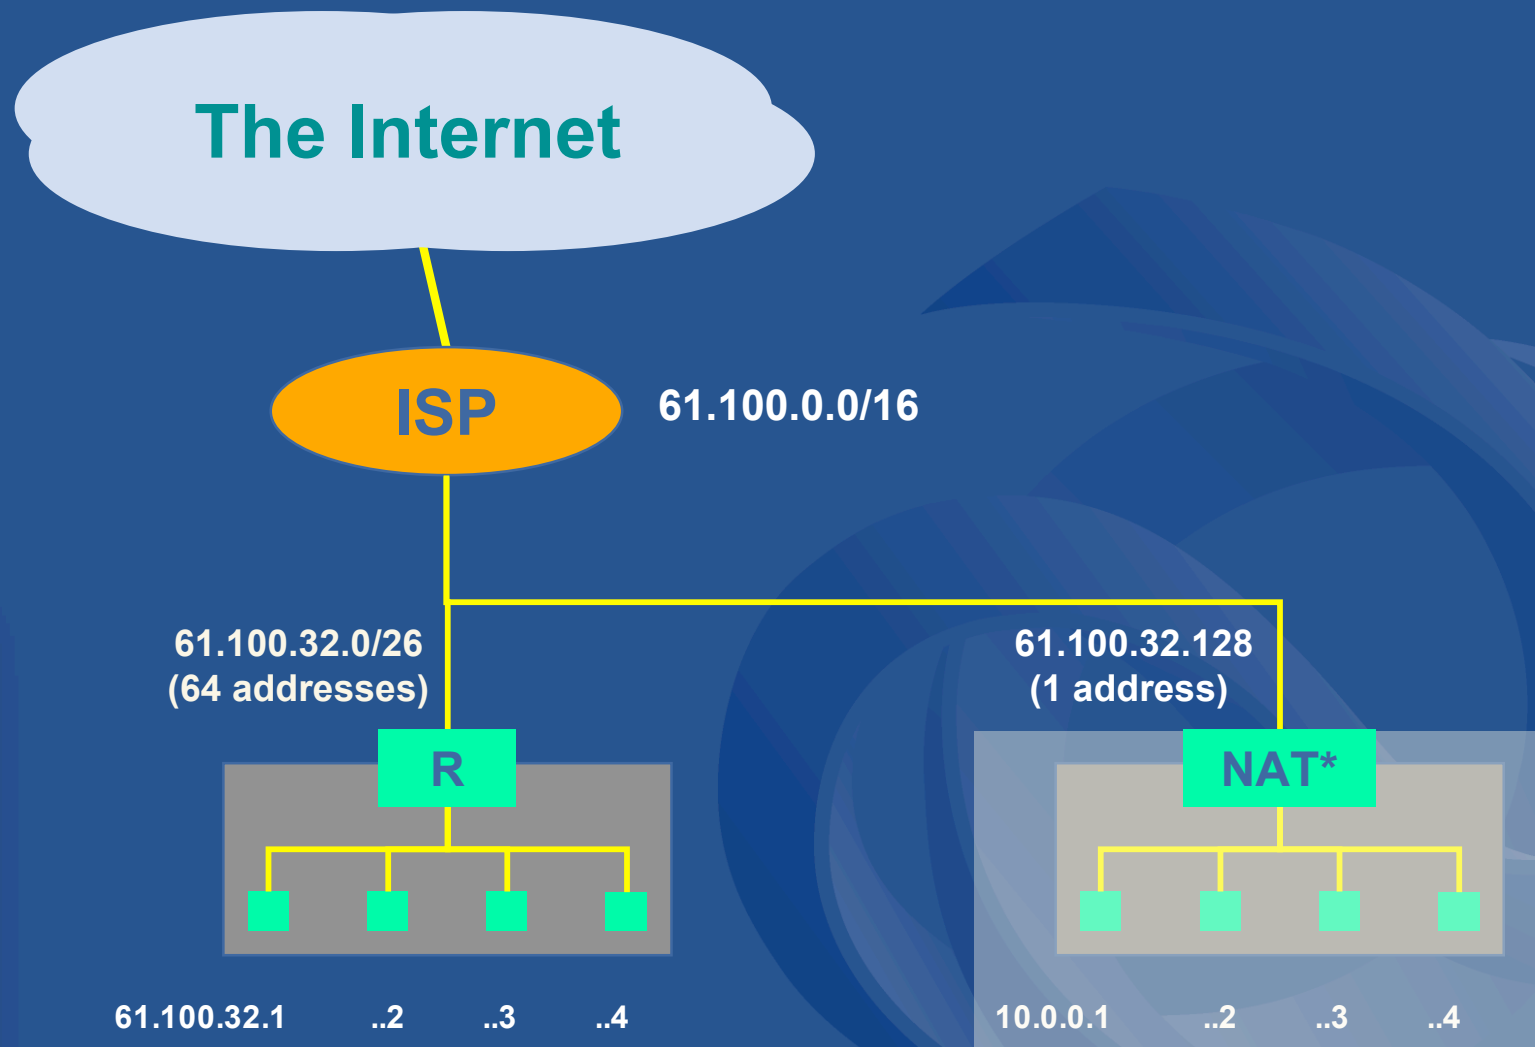 The Internet
ISP
61.100.0.0/16
61.100.32.0/26
(64 addresses)
61.100.32.128
(1 address)
R
NAT*
61.100.32.1 ..2 ..3 ..4
10.0.0.1 ..2 ..3 ..4